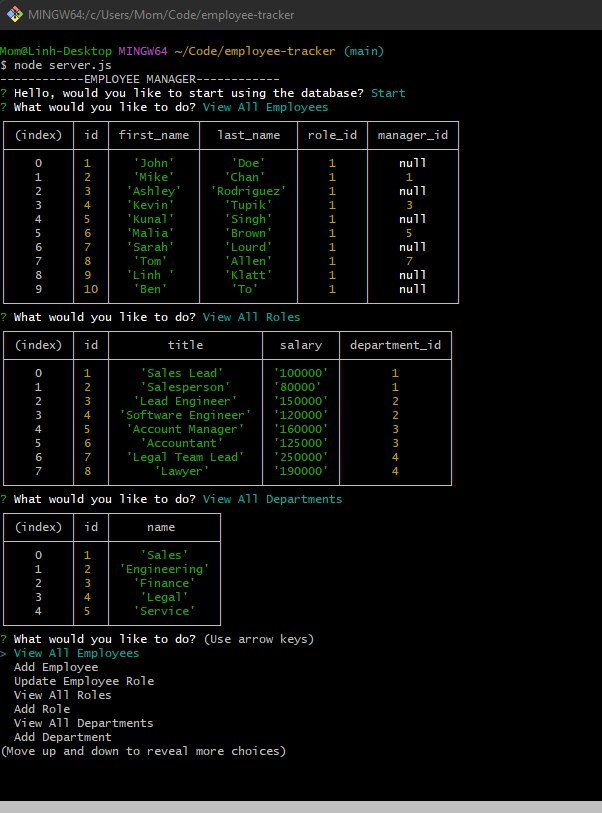 MINGW64:/c/Users/Mom/Code/employee-tracker
Mom@Linh-Desktop MINGW64 ~/Code/employee-tracker (main)
$ node server.js
------------EMPLOYEE MANAGER------------
? Hello, would you like to start using the database? Start
? What would you like to do? View All Employees
(index) id first_name last_name role_id manager_id
0 1 'John' 'Doe' 1 null
1 2 'Mike' 'Chan' 1 1
2 3 'Ashley' 'Rodriguez' 1 null
3 4 'Kevin' 'Tupik' 1 3
4 5 'Kunal' 'Singh' 1 null
5 6 'Malia' 'Brown' 1 5
6 7 'Sarah' 'Lourd' 1 null
7 8 'Tom' 'Allen' 1 7
8 9 'Linh ' 'Klatt' 1 null
9 10 'Ben' 'To' 1 null
? What would you like to do? View All Roles
(index) id title salary department_id
0 1 'Sales Lead' '100000' 1
1 2 'Salesperson' '80000' 1
2 3 'Lead Engineer' '150000' 2
3 4 'Software Engineer' '120000' 2
4 5 'Account Manager' '160000' 3
5 6 'Accountant' '125000' 3
6 7 'Legal Team Lead' '250000' 4
7 8 'Lawyer' '190000' 4
? What would you like to do? View All Departments
(index) id name
0 1 'Sales'
1 2 'Engineering'
2 3 'Finance'
3 4 'Legal'
4 5 'Service'
? What would you like to do? (Use arrow keys)
> View All Employees
Add Employee
Update Employee Role
View All Roles
Add Role
View All Departments
Add Department
(Move up and down to reveal more choices)